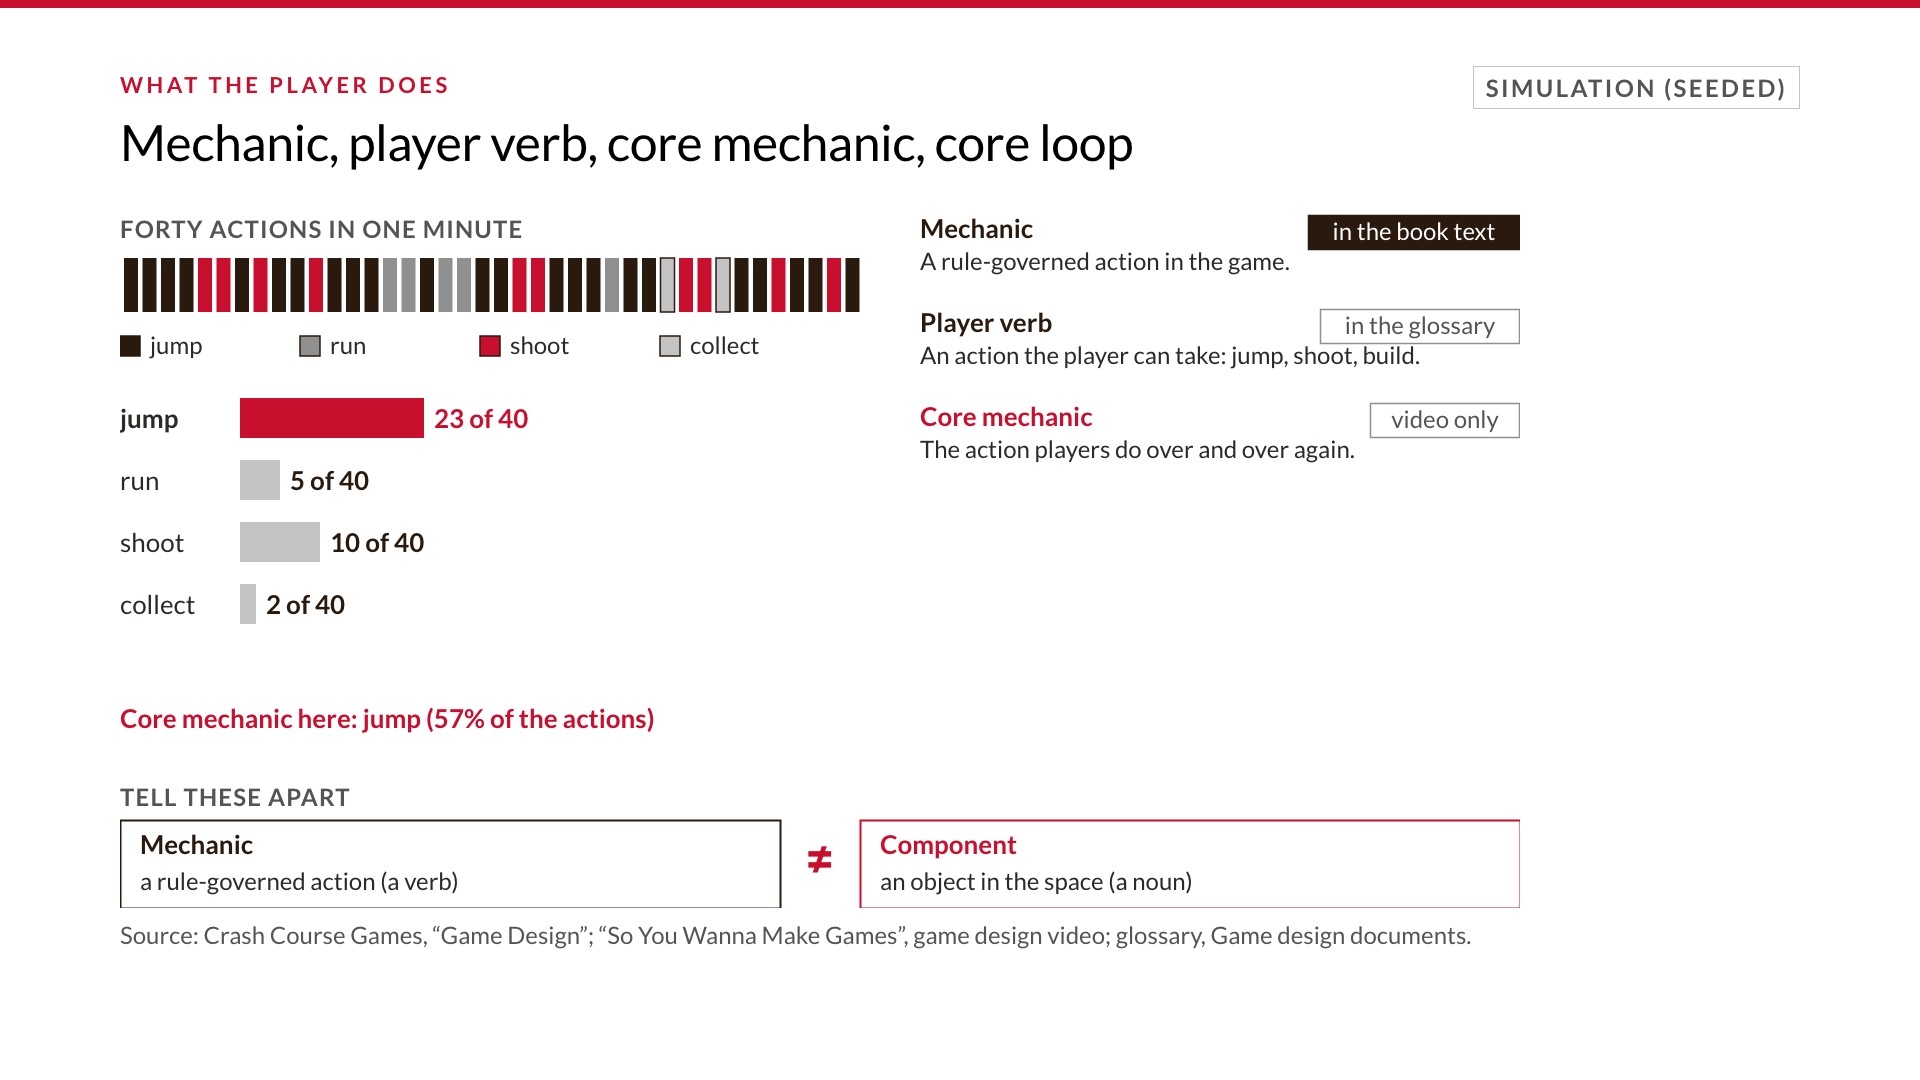 WHAT THE PLAYER DOES
SIMULATION (SEEDED)
Mechanic, player verb, core mechanic, core loop
FORTY ACTIONS IN ONE MINUTE
jump
run
shoot
collect
jump
23 of 40
run
5 of 40
shoot
10 of 40
collect
2 of 40
Core mechanic here: jump (57% of the actions)
Mechanic
in the book text
A rule-governed action in the game.
Player verb
in the glossary
An action the player can take: jump, shoot, build.
Core mechanic
video only
The action players do over and over again.
TELL THESE APART
Mechanic
a rule-governed action (a verb)
≠
Component
an object in the space (a noun)
Source: Crash Course Games, “Game Design”; “So You Wanna Make Games”, game design video; glossary, Game design documents.